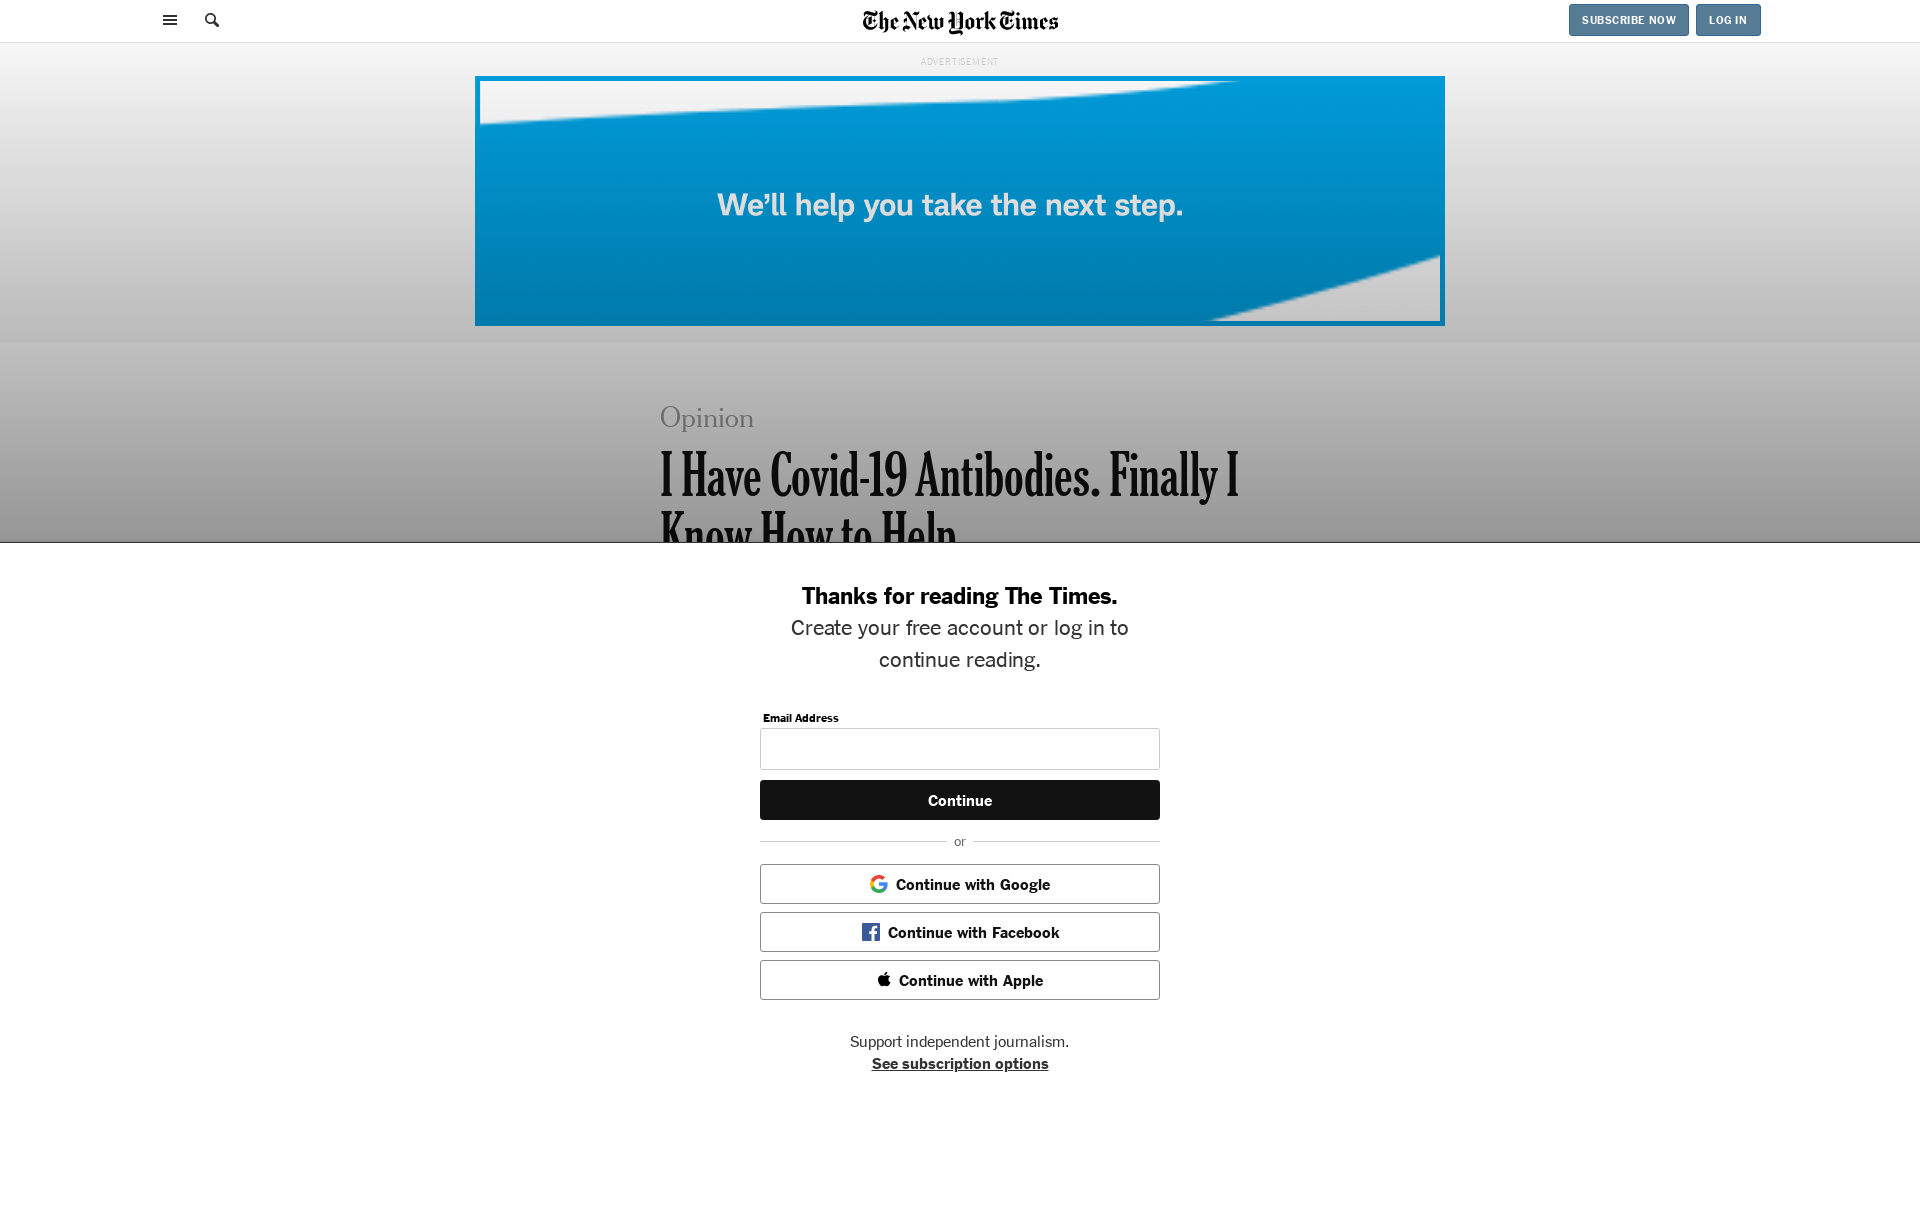 The New York Times
SUBSCRIBE NOW
LOG IN
ADVERTISEMENT
We'll help you take the next step.
Opinion
I Have Covid-19 Antibodies. Finally I
Know How to Help
Thanks for reading The Times.
Create your free account or log in to
continue reading.
Email Address
Continue
or
Continue with Google
Continue with Facebook
Continue with Apple
Support independent journalism.
See subscription options